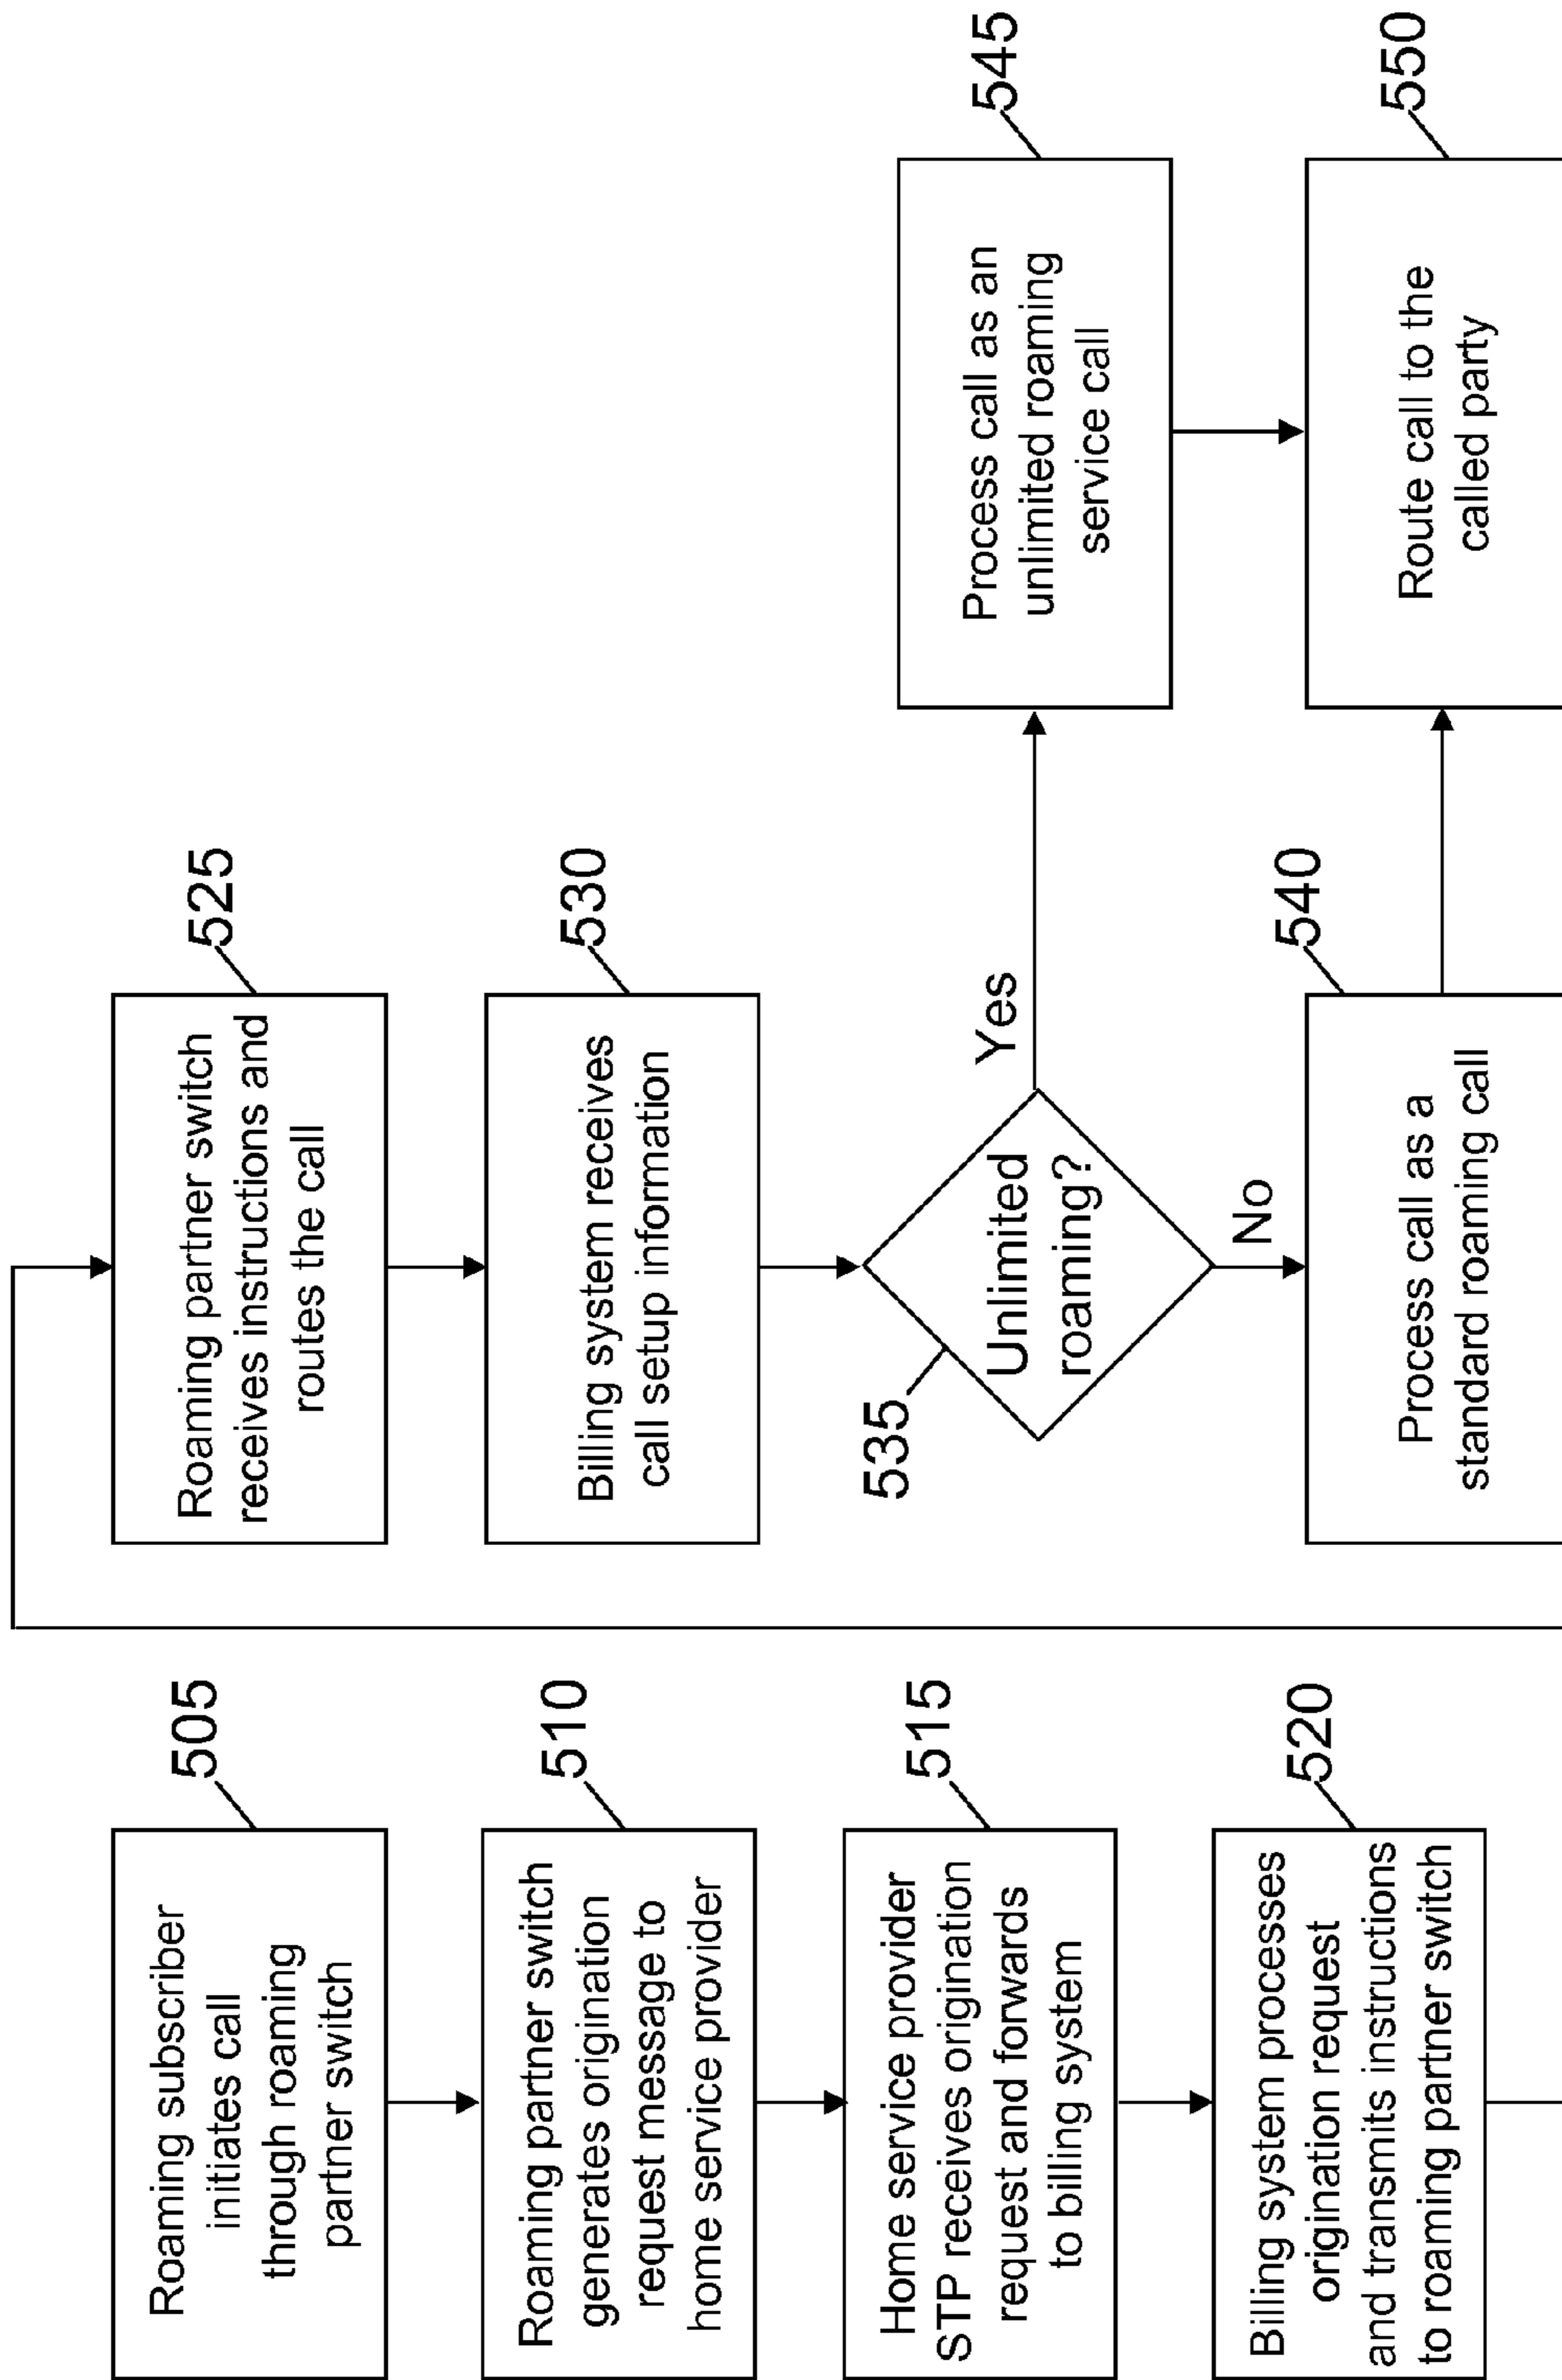 505
Roaming subscriber
initiates call
through roaming
partner switch
510
Roaming partner switch
generates origination
request message to
home service provider
515
Home service provider
STP receives origination
request and forwards
to billing system
520
Billing system processes
origination request
and transmits instructions
to roaming partner switch
525
Roaming partner switch
receives instructions and
routes the call
530
Billing system receives
call setup information
535
Unlimited
roaming?
Yes
No
540
Process call as a
standard roaming call
545
Process call as an
unlimited roaming
service call
550
Route call to the
called party